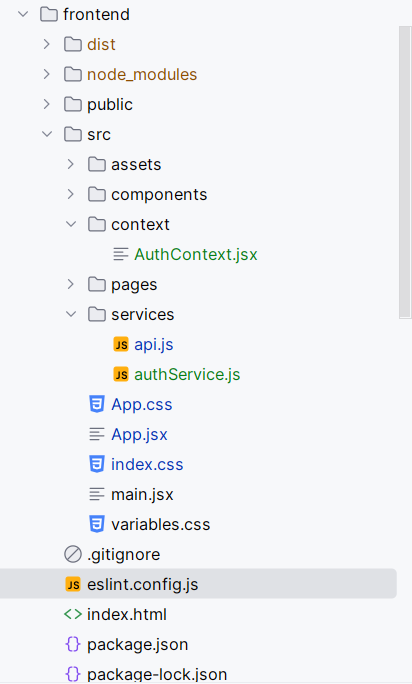 frontend
dist
node_modules
public
src
assets
components
context
AuthContext.jsx
pages
services
JS api.js
JS authService.js
App.css
App.jsx
index.css
main.jsx
variables.css
.gitignore
JS eslint.config.js
<> index.html
{} package.json
{} package-lock.json